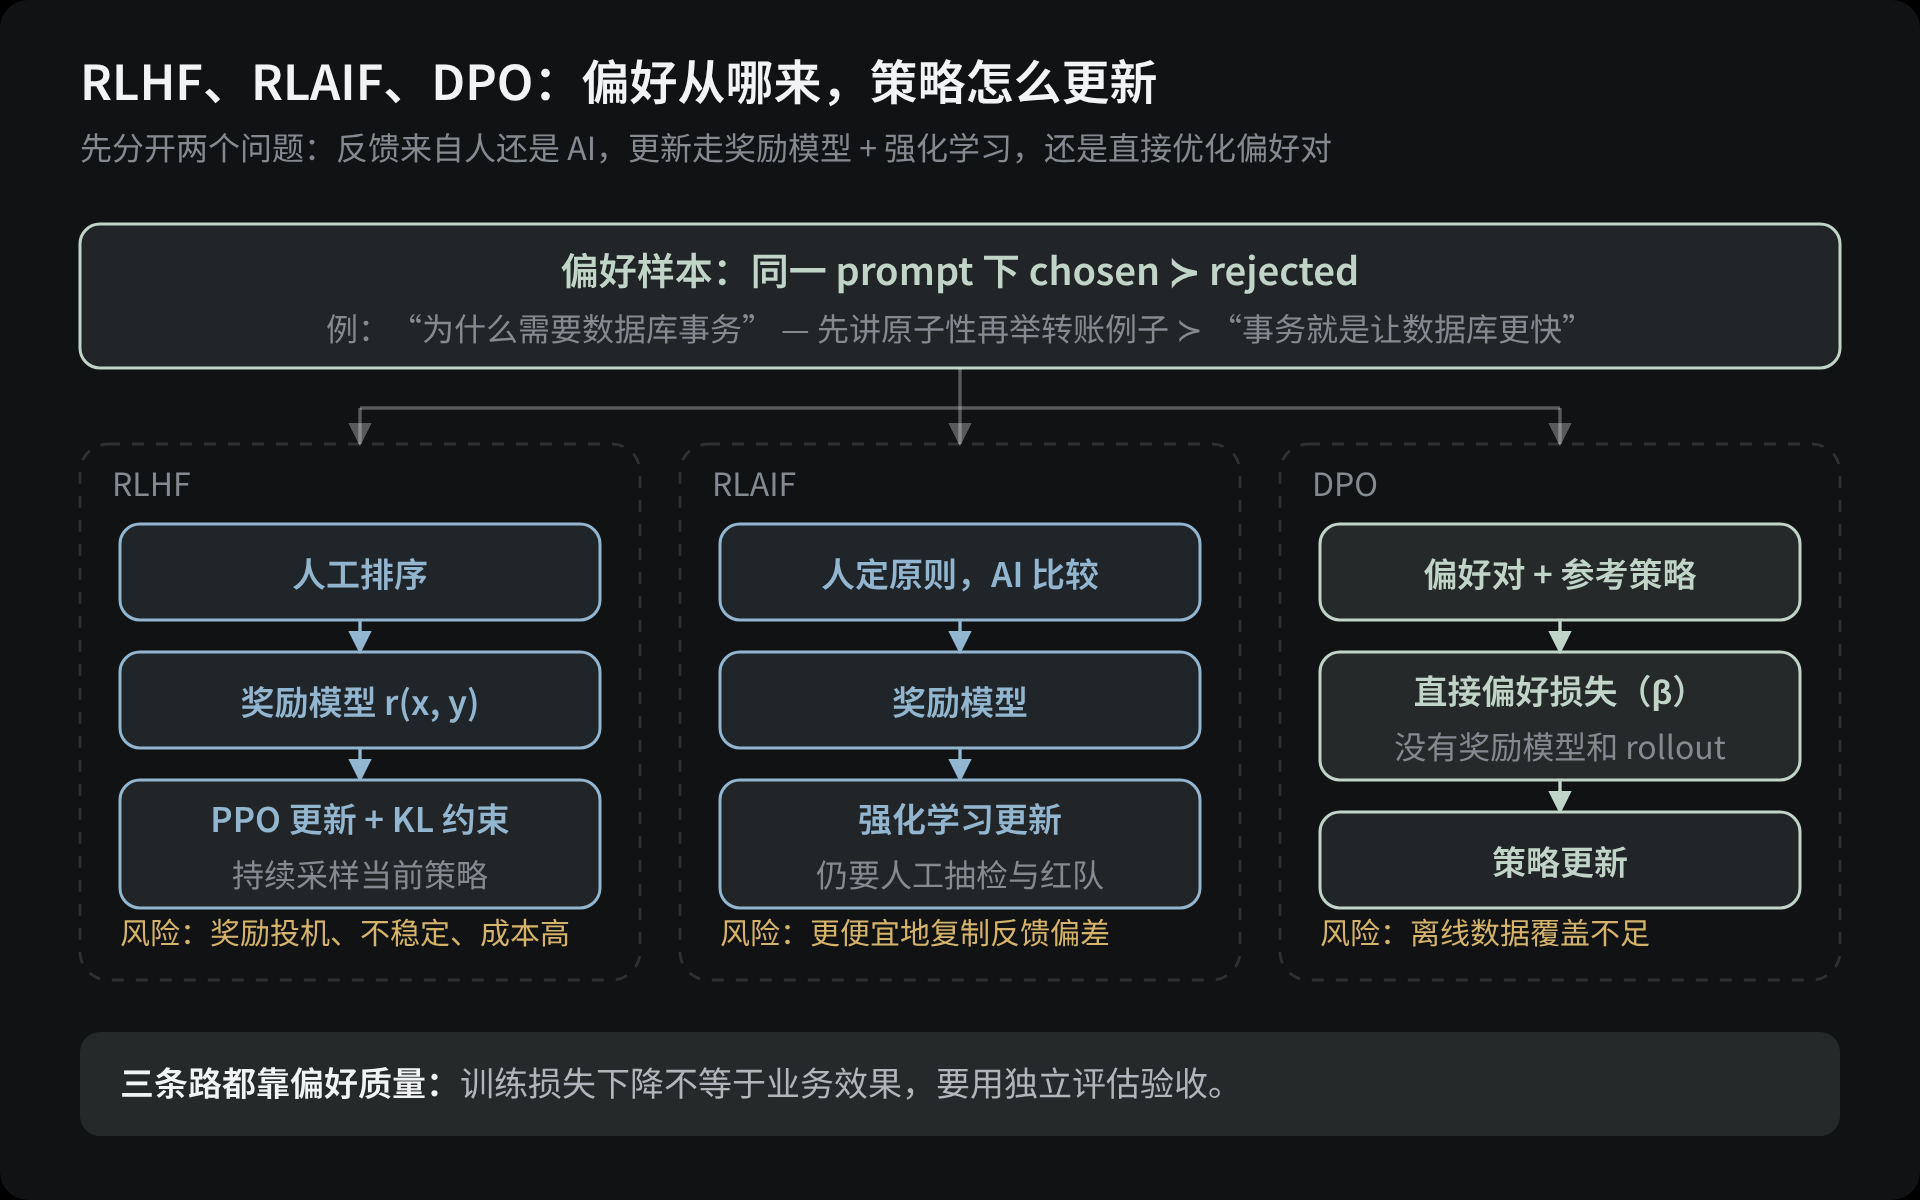 RLHF、RLAIF、DPO：偏好从哪来，策略怎么更新
先分开两个问题：反馈来自人还是 AI，更新走奖励模型 + 强化学习，还是直接优化偏好对
偏好样本：同一 prompt 下 chosen ≻ rejected
例：“为什么需要数据库事务” — 先讲原子性再举转账例子 ≻ “事务就是让数据库更快”
RLHF
人工排序
奖励模型 r(x, y)
PPO 更新 + KL 约束
持续采样当前策略
风险：奖励投机、不稳定、成本高
RLAIF
人定原则，AI 比较
奖励模型
强化学习更新
仍要人工抽检与红队
风险：更便宜地复制反馈偏差
DPO
偏好对 + 参考策略
直接偏好损失（β）
没有奖励模型和 rollout
策略更新
风险：离线数据覆盖不足
三条路都靠偏好质量：训练损失下降不等于业务效果，要用独立评估验收。